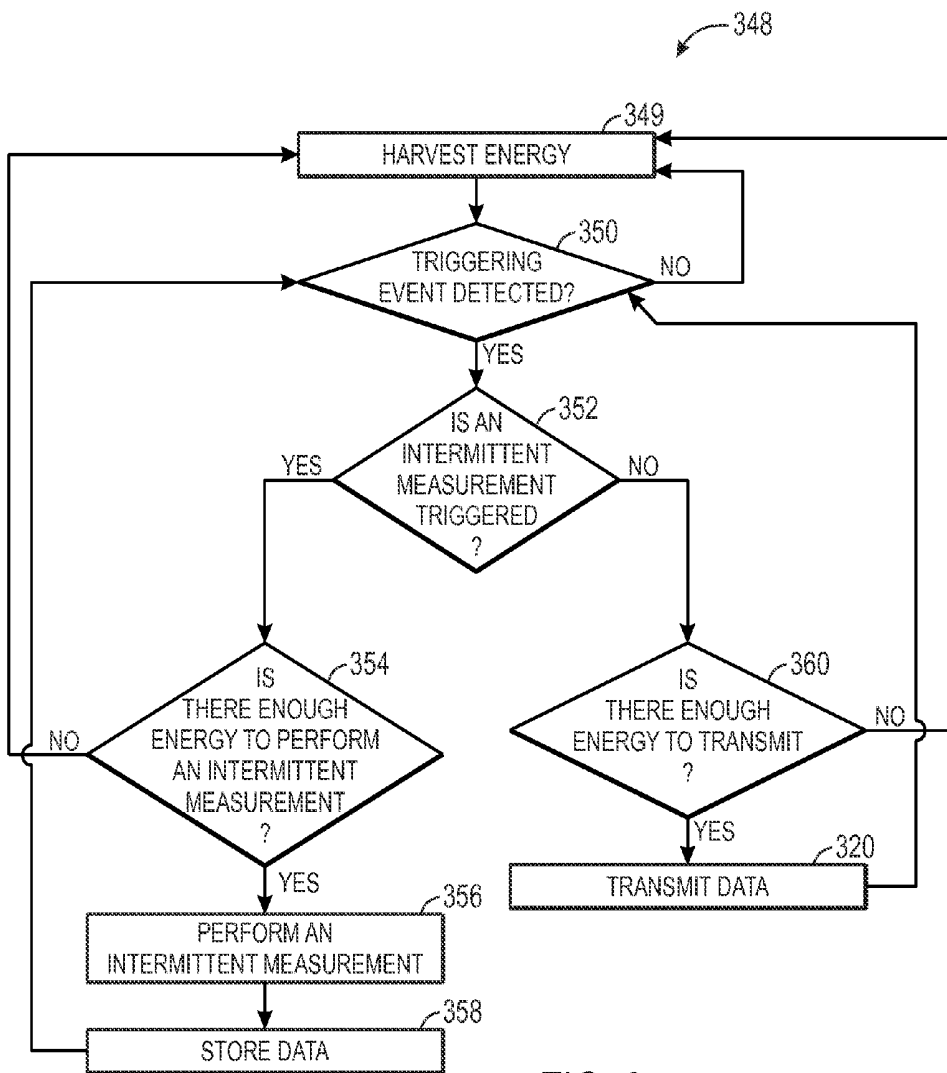 348
349
HARVEST ENERGY
350
TRIGGERING
EVENT DETECTED?
NO
YES
352
IS AN
INTERMITTENT
MEASUREMENT
TRIGGERED
?
YES
NO
354
IS
THERE ENOUGH
ENERGY TO PERFORM
AN INTERMITTENT
MEASUREMENT
?
NO
YES
360
IS
THERE ENOUGH
ENERGY TO TRANSMIT
?
NO
YES
356
PERFORM AN
INTERMITTENT MEASUREMENT
320
TRANSMIT DATA
358
STORE DATA